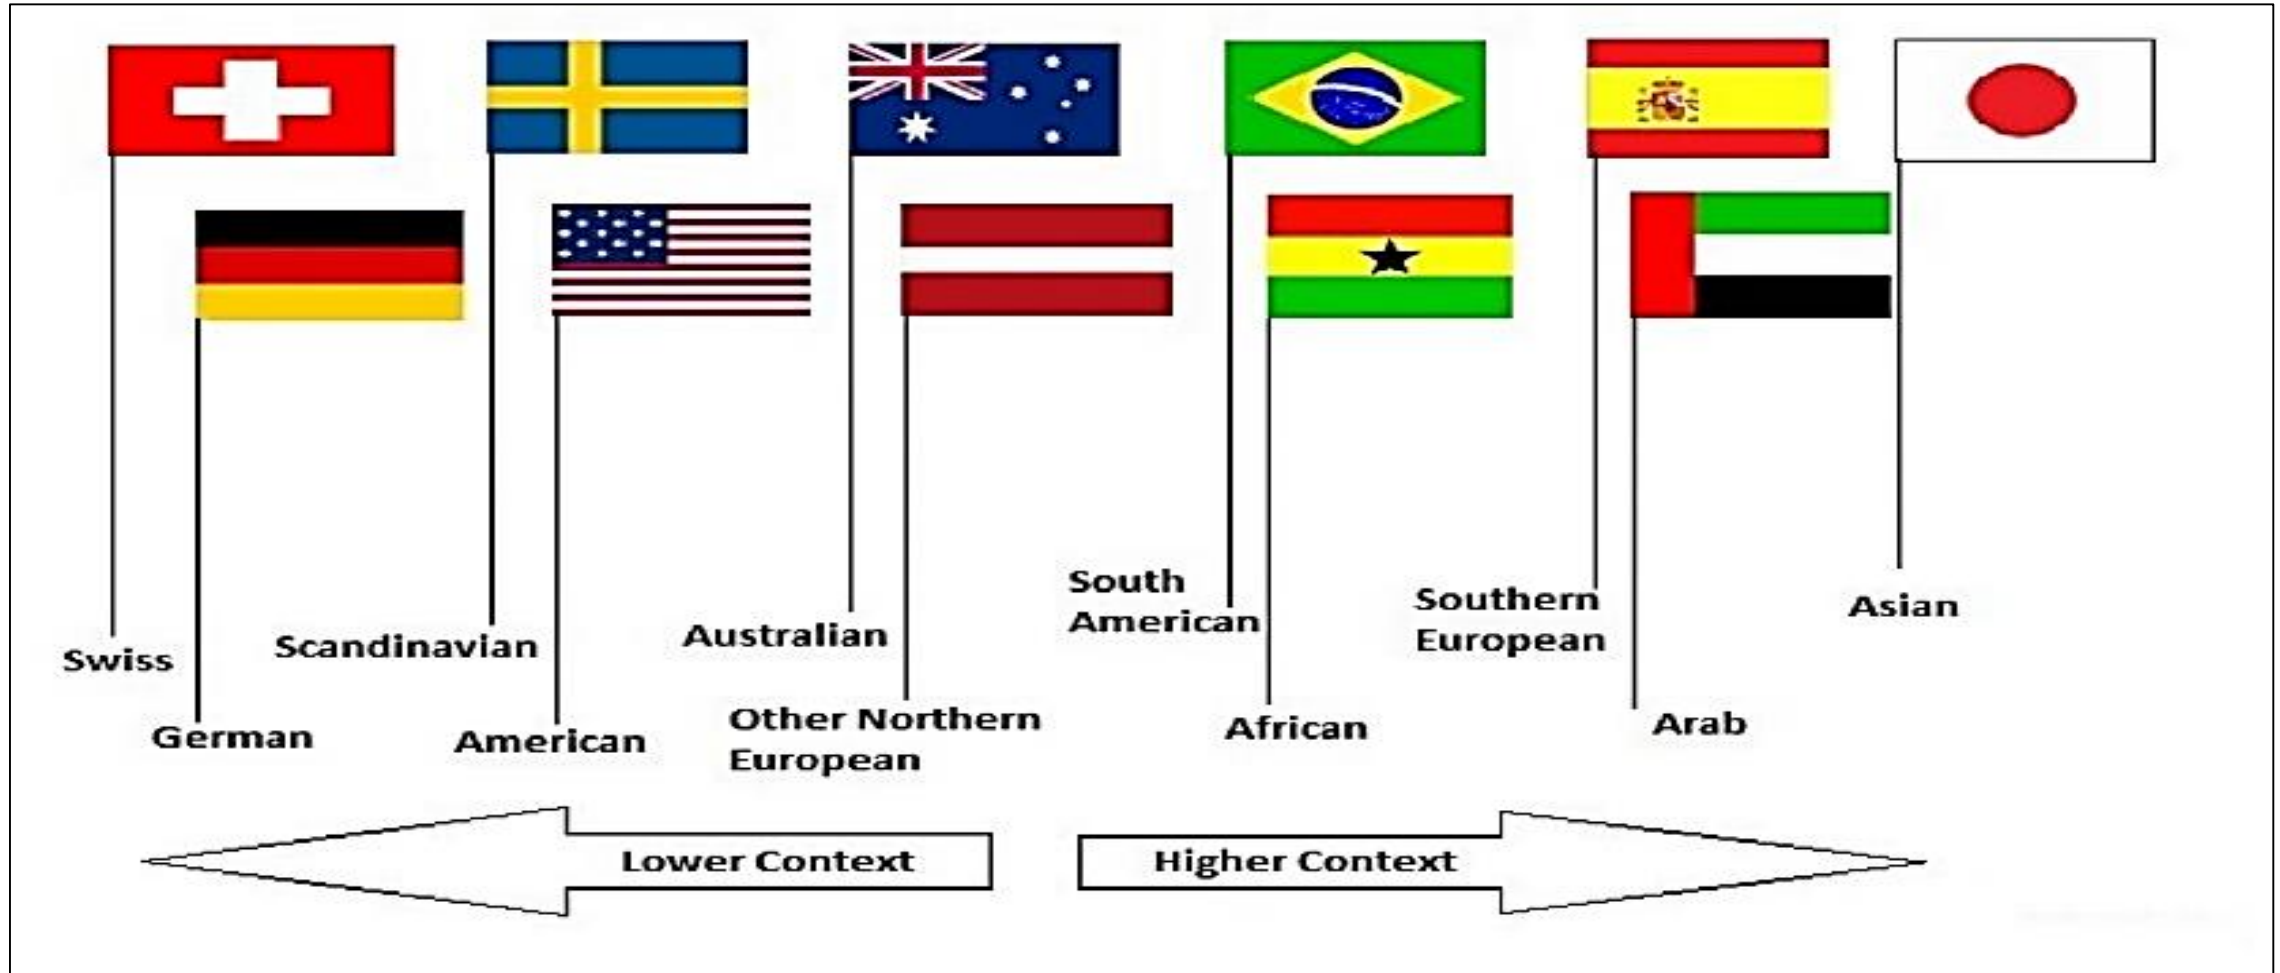 Swiss
German
Scandinavian
American
Australian
Other Northern
European
South
American
African
Southern
European
Arab
Asian
Lower Context
Higher Context